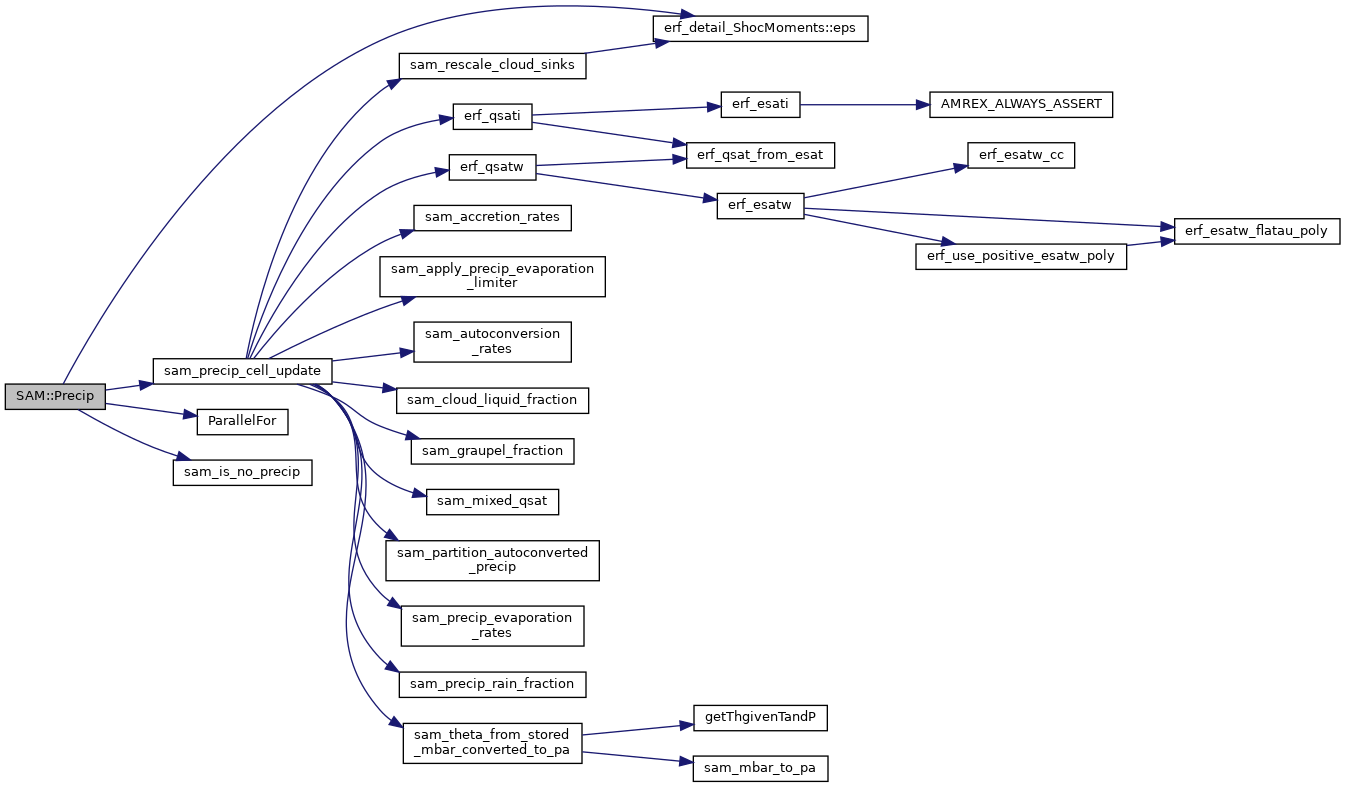 erf_detail_ShocMoments::eps
sam_rescale_cloud_sinks
erf_esati
AMREX_ALWAYS_ASSERT
erf_qsati
erf_qsat_from_esat
erf_esatw_cc
erf_qsatw
erf_esatw
sam_accretion_rates
erf_esatw_flatau_poly
erf_use_positive_esatw_poly
sam_apply_precip_evaporation
_limiter
sam_autoconversion
_rates
sam_precip_cell_update
SAM::Precip
sam_cloud_liquid_fraction
ParallelFor
sam_graupel_fraction
sam_is_no_precip
sam_mixed_qsat
sam_partition_autoconverted
_precip
sam_precip_evaporation
_rates
sam_precip_rain_fraction
getThgivenTandP
sam_theta_from_stored
_mbar_converted_to_pa
sam_mbar_to_pa